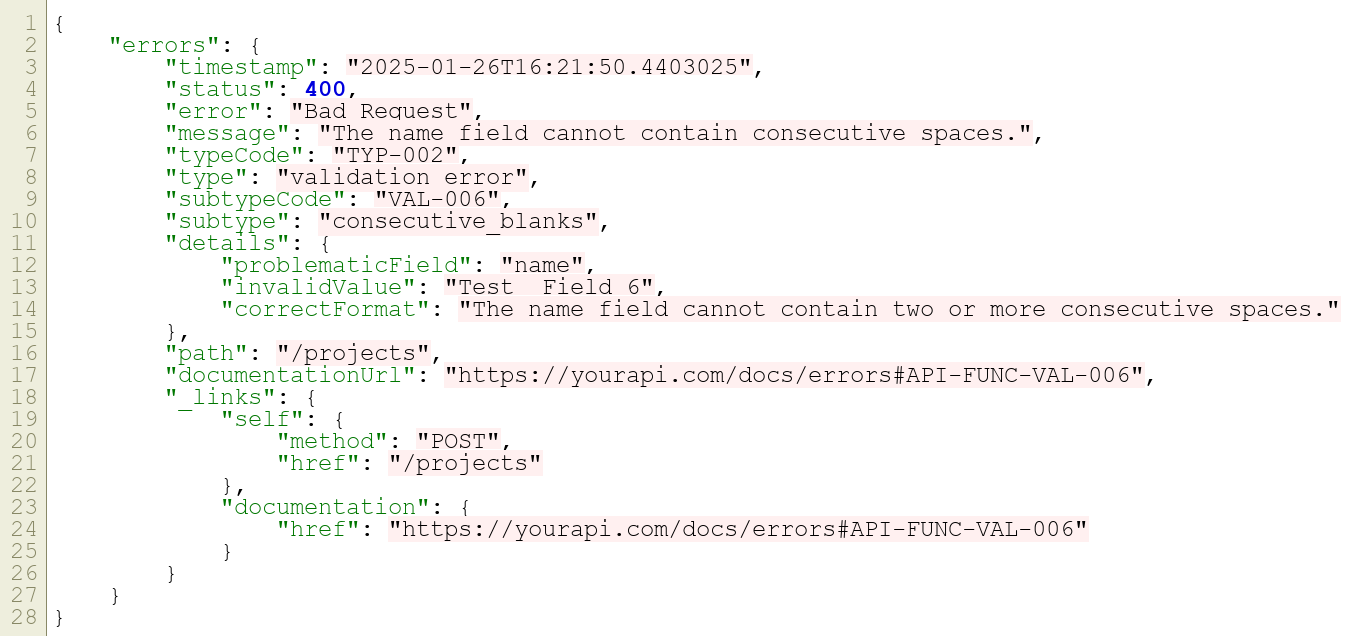 1 {
2     "errors": {
3         "timestamp": "2025-01-26T16:21:50.4403025",
4         "status": 400,
5         "error": "Bad Request",
6         "message": "The name field cannot contain consecutive spaces.",
7         "typeCode": "TYP-002",
8         "type": "validation error",
9         "subtypeCode": "VAL-006",
10         "subtype": "consecutive_blanks",
11         "details": {
12             "problematicField": "name",
13             "invalidValue": "Test  Field 6",
14             "correctFormat": "The name field cannot contain two or more consecutive spaces."
15         },
16         "path": "/projects",
17         "documentationUrl": "https://yourapi.com/docs/errors#API-FUNC-VAL-006",
18         "_links": {
19             "self": {
20                 "method": "POST",
21                 "href": "/projects"
22             },
23             "documentation": {
24                 "href": "https://yourapi.com/docs/errors#API-FUNC-VAL-006"
25             }
26         }
27     }
28 }